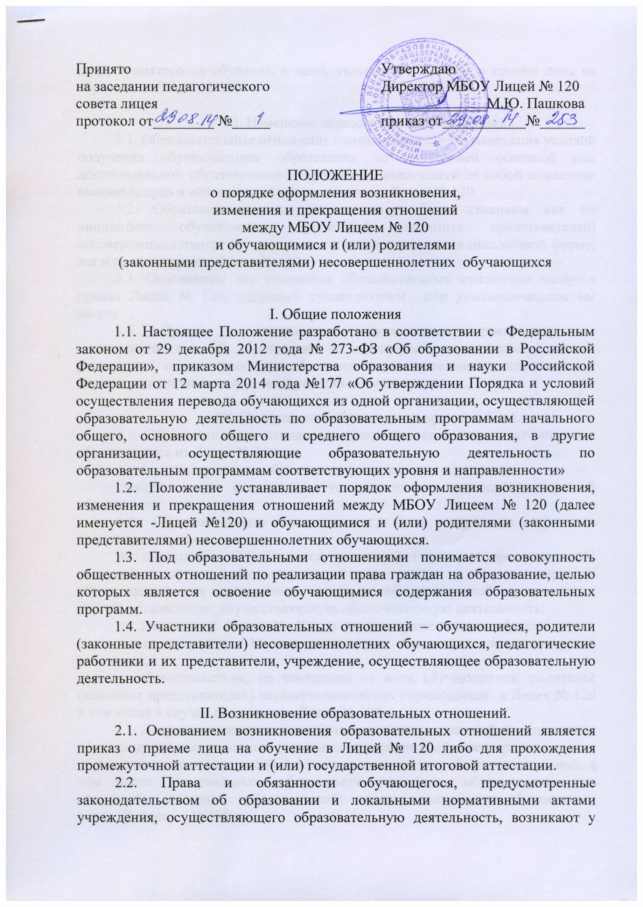 Принято Утверждаю
на заседании педагогического Директор МБОУ Лицей № 120
совета лицея М.Ю. Пашкова
протокол от 29.08.14 № 1 приказ от 29.08.14 № 253
ПОЛОЖЕНИЕ
о порядке оформления возникновения,
изменения и прекращения отношений
между МБОУ Лицеем № 120
и обучающимися и (или) родителями
(законными представителями) несовершеннолетних обучающихся
I. Общие положения
1.1. Настоящее Положение разработано в соответствии с Федеральным
законом от 29 декабря 2012 года № 273-ФЗ «Об образовании в Российской
Федерации», приказом Министерства образования и науки Российской
Федерации от 12 марта 2014 года №177 «Об утверждении Порядка и условий
осуществления перевода обучающихся из одной организации, осуществляющей
образовательную деятельность по образовательным программам начального
общего, основного общего и среднего общего образования, в другие
организации, осуществляющие образовательную деятельность по
образовательным программам соответствующих уровня и направленности»
1.2. Положение устанавливает порядок оформления возникновения,
изменения и прекращения отношений между МБОУ Лицеем № 120 (далее
именуется -Лицей №120) и обучающимися и (или) родителями (законными
представителями) несовершеннолетних обучающихся.
1.3. Под образовательными отношениями понимается совокупность
общественных отношений по реализации права граждан на образование, целью
которых является освоение обучающимися содержания образовательных
программ.
1.4. Участники образовательных отношений – обучающиеся, родители
(законные представители) несовершеннолетних обучающихся, педагогические
работники и их представители, учреждение, осуществляющее образовательную
деятельность.
II. Возникновение образовательных отношений.
2.1. Основанием возникновения образовательных отношений является
приказ о приеме лица на обучение в Лицей № 120 либо для прохождения
промежуточной аттестации и (или) государственной итоговой аттестации.
2.2. Права и обязанности обучающегося, предусмотренные
законодательством об образовании и локальными нормативными актами
учреждения, осуществляющего образовательную деятельность, возникают у